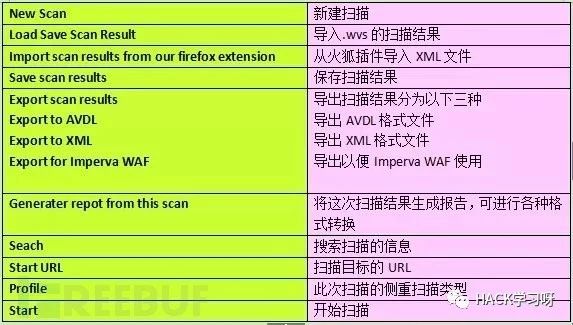 New Scan 新建扫描
Load Save Scan Result 导入.wvs 的扫描结果
Import scan results from our firefox extension 从火狐插件导入 XML 文件
Save scan results 保存扫描结果
Export scan results 导出扫描结果分为以下三种
Export to AVDL 导出 AVDL 格式文件
Export to XML 导出 XML 格式文件
Export for Imperva WAF 导出以便 Imperva WAF 使用
Generater repot from this scan 将这次扫描结果生成报告，可进行各种
格式转换
Seach 搜索扫描的信息
Start URL 扫描目标的 URL
Profile 此次扫描的侧重扫描类型
Start 开始扫描
REEBUF
HACK学习呀